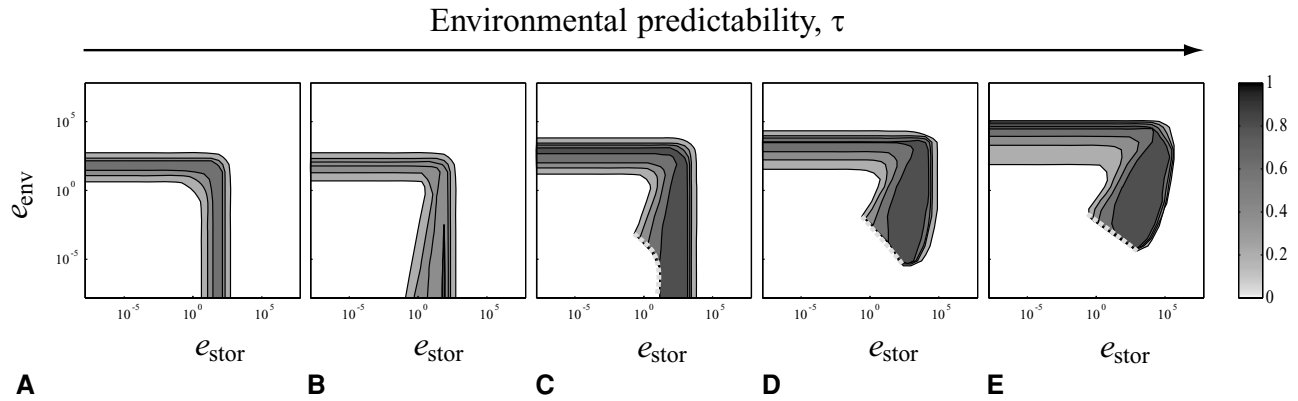 Environmental predictability, τ
e_env
10^5
10^0
10^-5
10^-5 10^0 10^5
10^-5 10^0 10^5
10^-5 10^0 10^5
10^-5 10^0 10^5
10^-5 10^0 10^5
1
0.8
0.6
0.4
0.2
0
e_stor e_stor e_stor e_stor e_stor
A B C D E